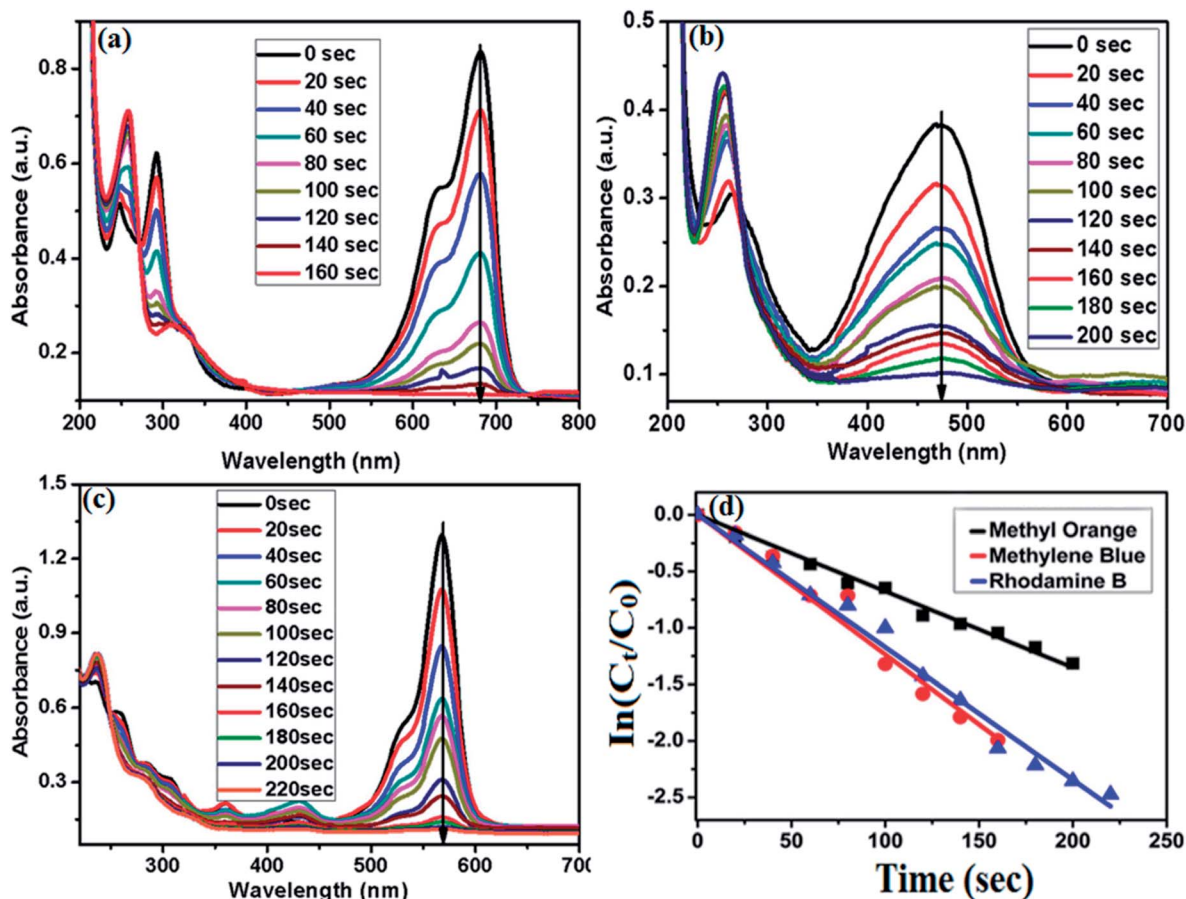 (a)
0 sec
20 sec
40 sec
60 sec
80 sec
100 sec
120 sec
140 sec
160 sec
0.8
0.6
0.4
0.2
Absorbance (a.u.)
200 300 400 500 600 700 800
Wavelength (nm)
(b)
0 sec
20 sec
40 sec
60 sec
80 sec
100 sec
120 sec
140 sec
160 sec
180 sec
200 sec
0.5
0.4
0.3
0.2
0.1
Absorbance (a.u.)
200 300 400 500 600 700
Wavelength (nm)
(c)
0sec
20sec
40sec
60sec
80sec
100sec
120sec
140sec
160sec
180sec
200sec
220sec
1.5
1.2
0.9
0.6
0.3
Absorbance (a.u.)
300 400 500 600 700
Wavelength (nm)
(d)
Methyl Orange
Methylene Blue
Rhodamine B
0.0
-0.5
-1.0
-1.5
-2.0
-2.5
In(Ct/C0)
0 50 100 150 200 250
Time (sec)